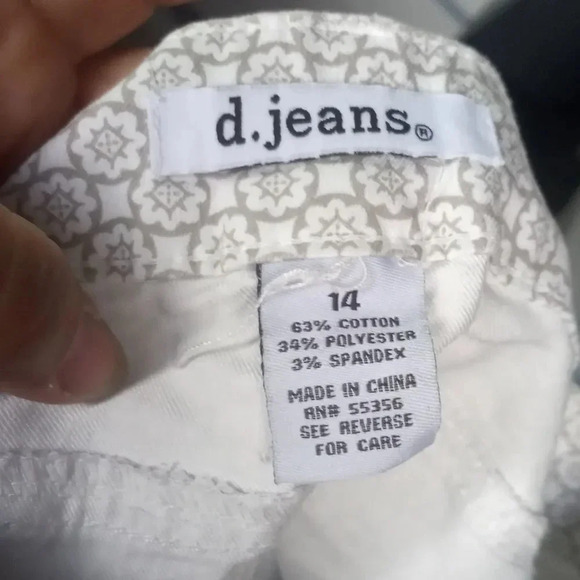 d.jeans®
14
63% COTTON
34% POLYESTER
3% SPANDEX
MADE IN CHINA
RN# 55356
SEE REVERSE
FOR CARE